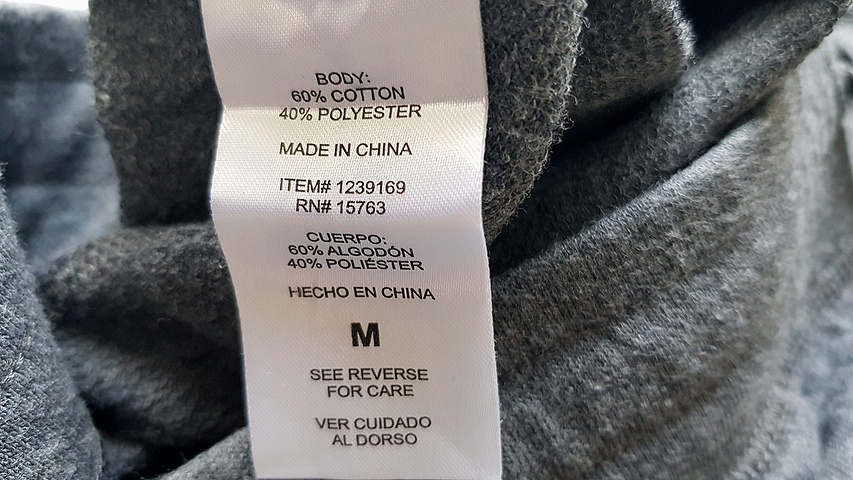 BODY:
60% COTTON
40% POLYESTER
MADE IN CHINA
ITEM# 1239169
RN# 15763
CUERPO:
60% ALGODÓN
40% POLIÉSTER
HECHO EN CHINA
M
SEE REVERSE
FOR CARE
VER CUIDADO
AL DORSO